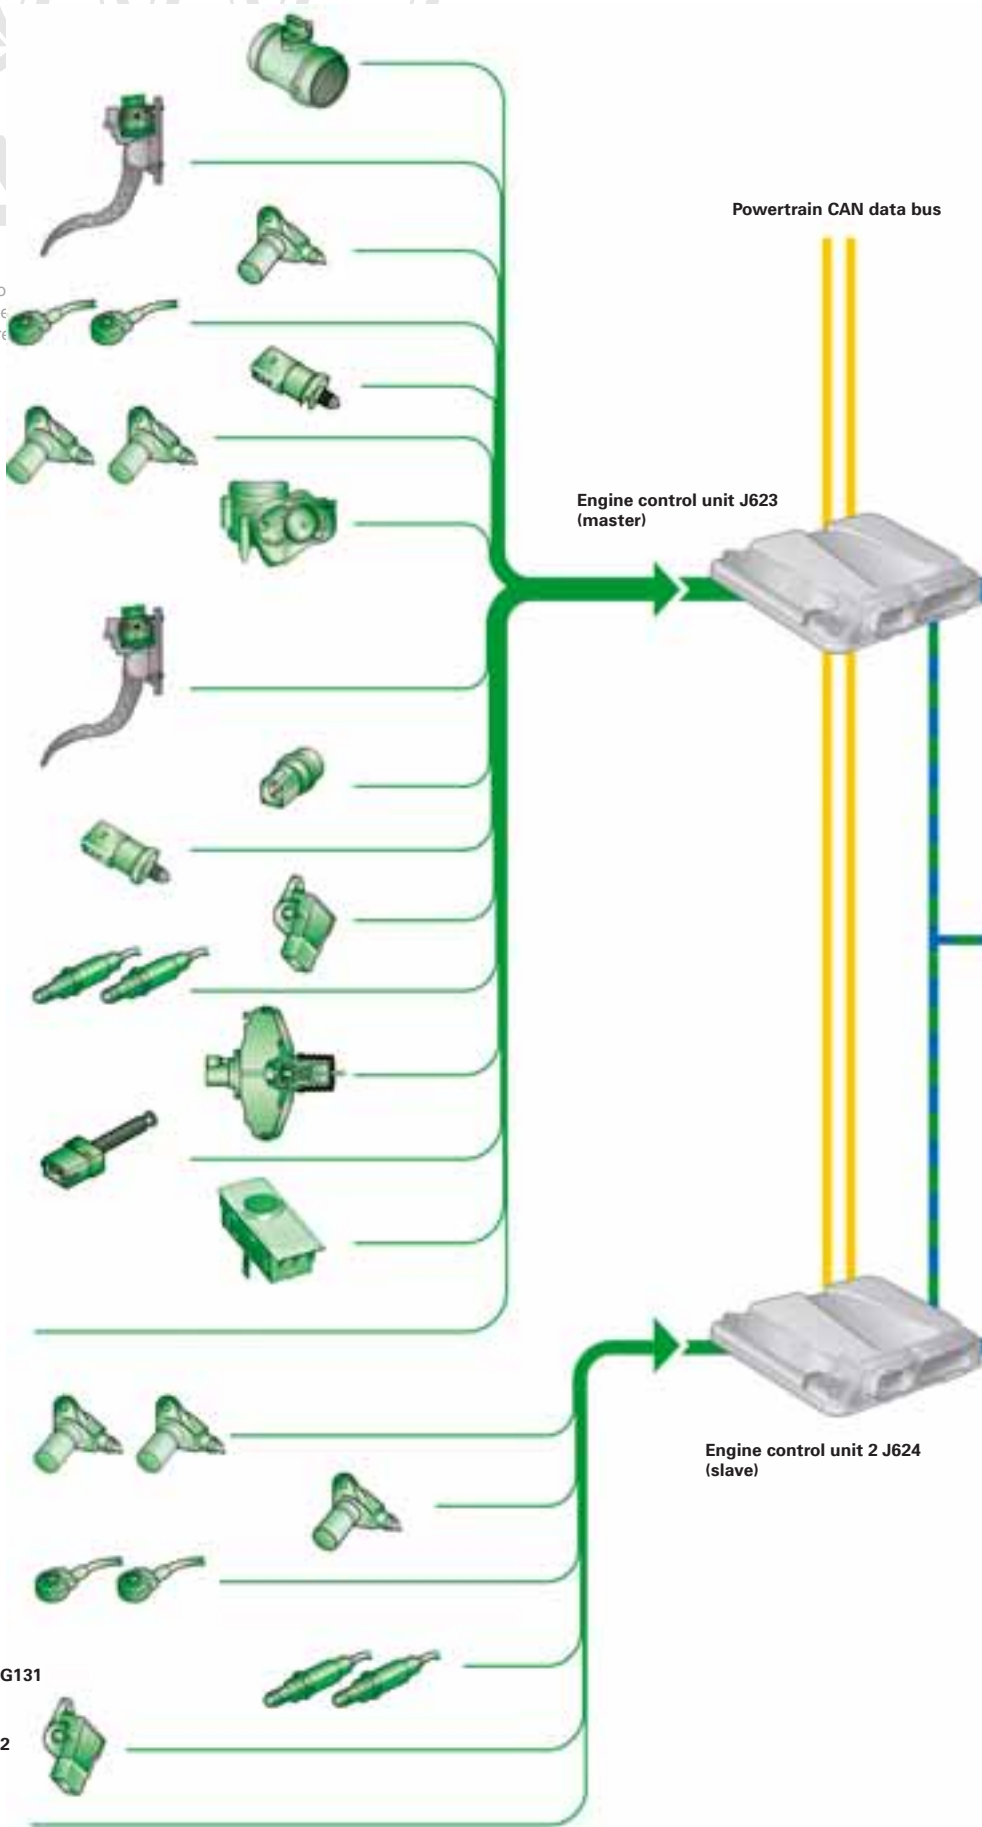 Powertrain CAN data bus
Engine control unit J623
(master)
Engine control unit 2 J624
(slave)
G131
2